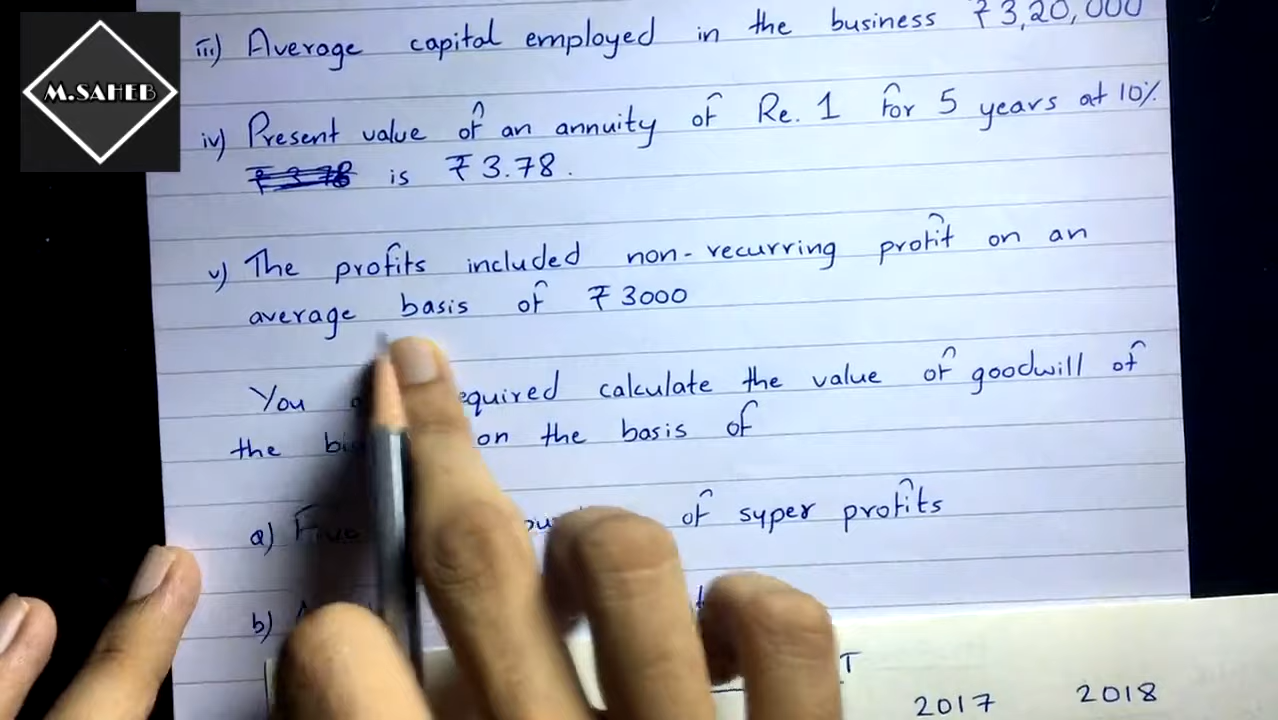 M.SAHEB
iii) Average capital employed in the business ₹3,20,000
iv) Present value of an annuity of Re. 1 for 5 years at 10%
is ₹3.78.
v) The profits included non-recurring profit on an
average basis of ₹3000
You required calculate the value of goodwill of
the on the basis of
a) Five of super profits
b)
2017 2018